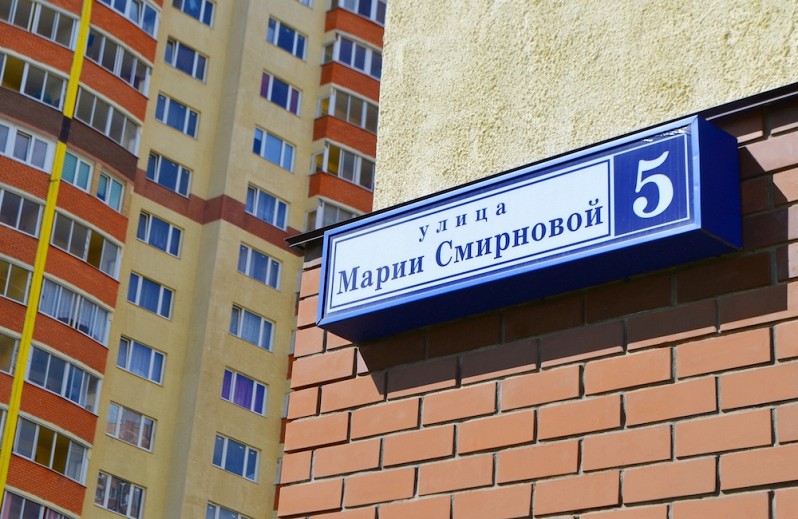 улица
Марии Смирновой
5